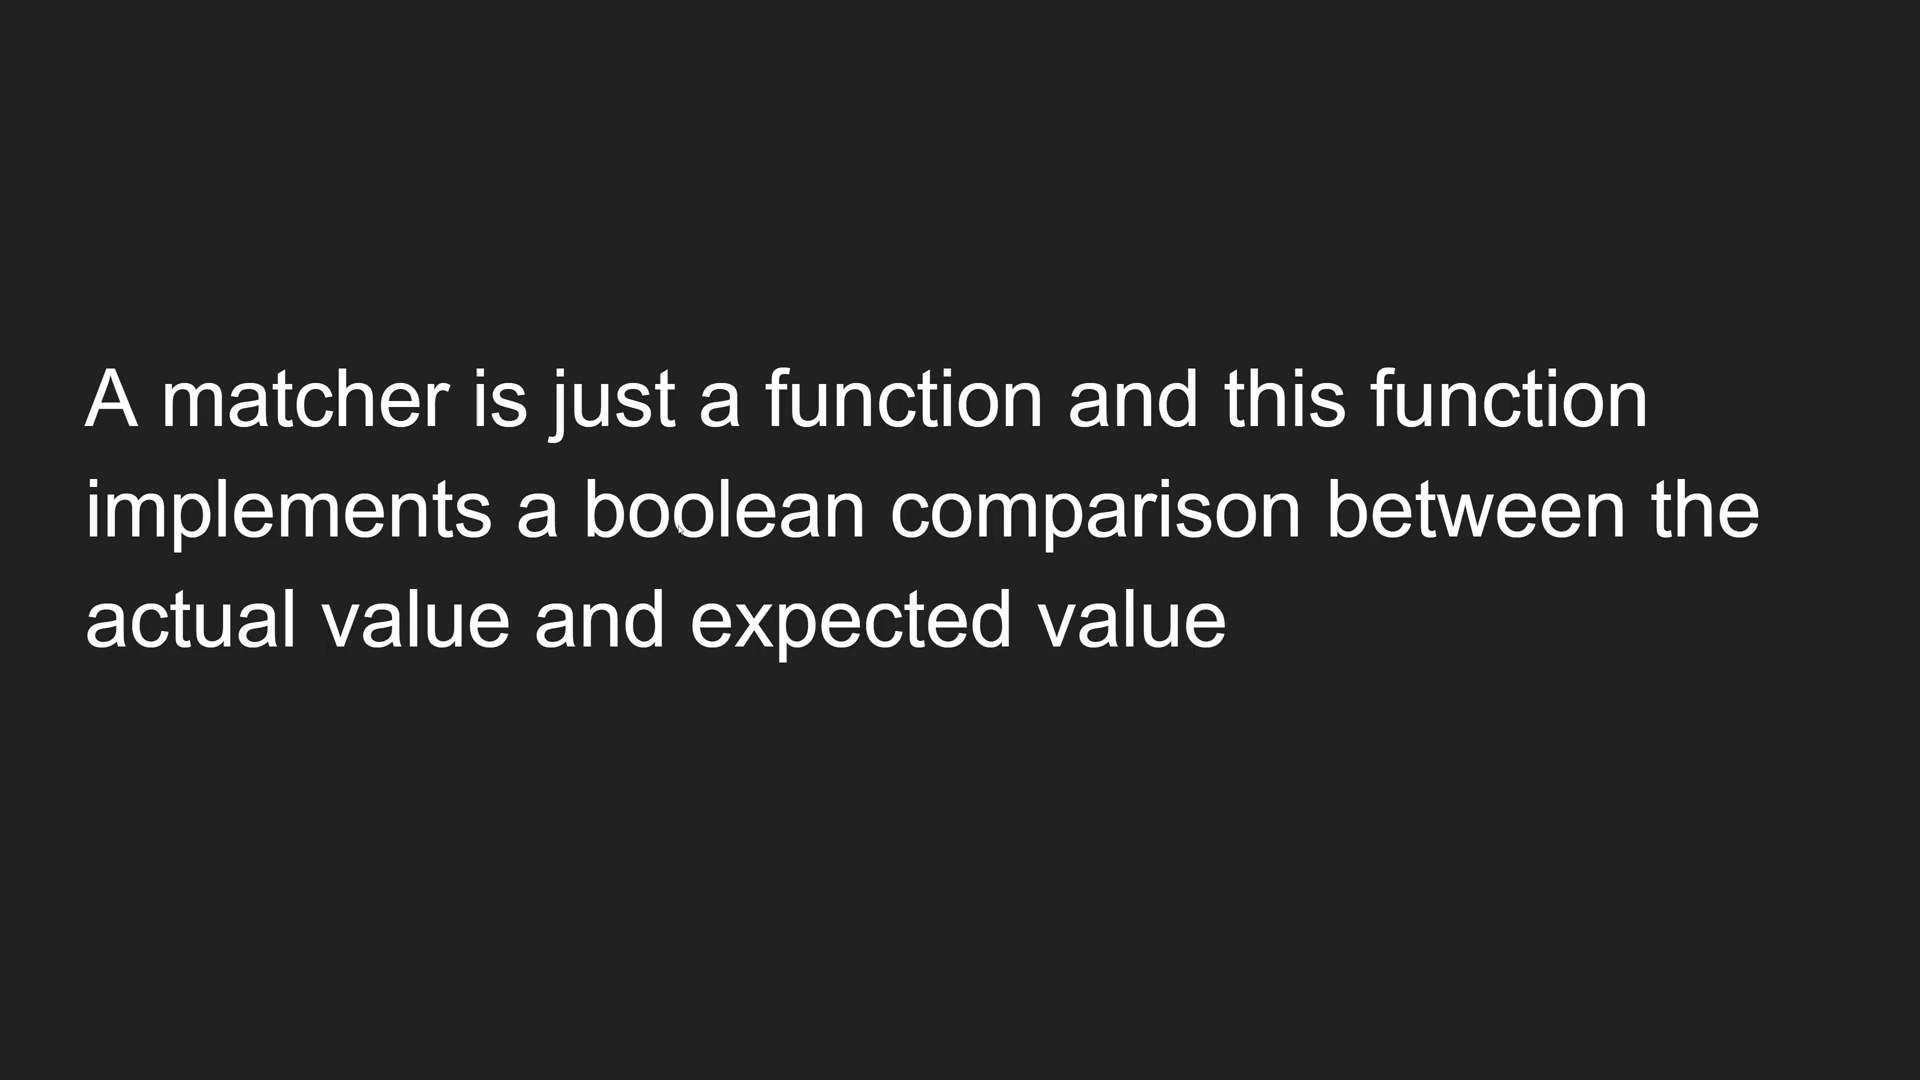 A matcher is just a function and this function
implements a boolean comparison between the
actual value and expected value